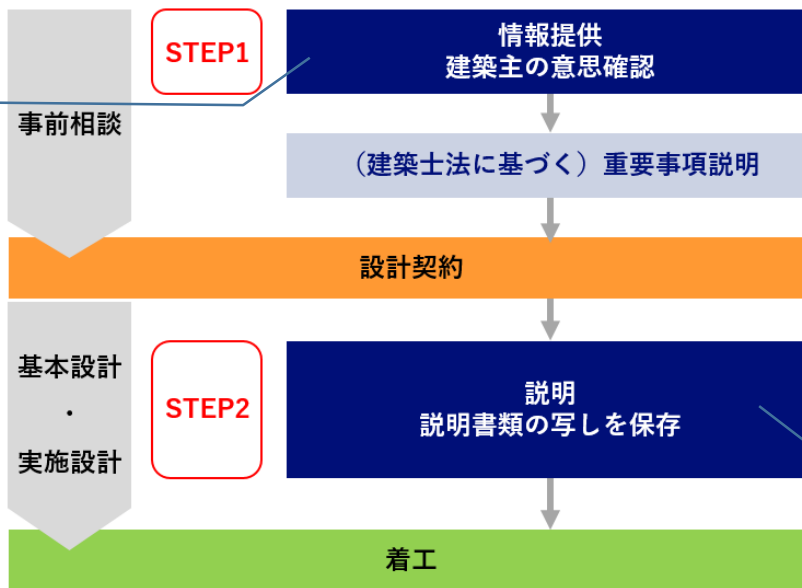 STEP1
情報提供
建築主の意思確認
事前相談
（建築士法に基づく）重要事項説明
設計契約
基本設計
・
実施設計
STEP2
説明
説明書類の写しを保存
着工